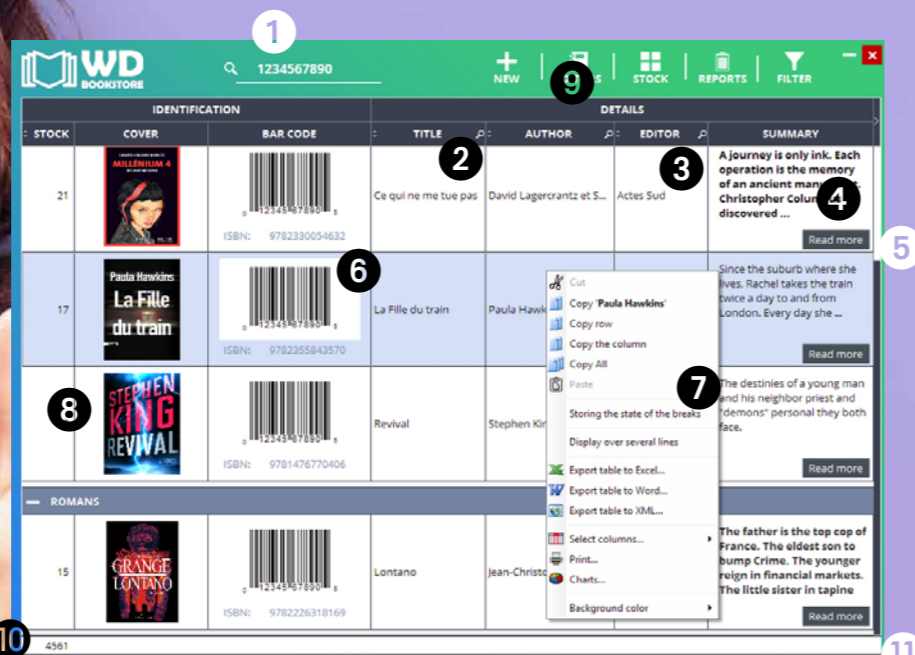 1
WD
BOOKSTORE
1234567890
NEW
9
STOCK
REPORTS
FILTER
IDENTIFICATION
DETAILS
STOCK
COVER
BAR CODE
TITLE
AUTHOR
EDITOR
SUMMARY
2
3
21
MILLÉNIUM 4
Ce qui ne me tue pas
David Lagercrantz et S...
Actes Sud
A journey is only ink. Each
operation is the memory
of an ancient
Christopher
discovered ...
4
ISBN: 9782330054632
Read more
5
6
17
Paula Hawkins
La Fille
du train
La Fille du train
Since the suburb where she
lives. Rachel takes the train
twice a day to and from
London. Every day she ...
ISBN: 9782355843570
Read more
Cut
Copy 'Paula Hawkins'
Copy row
Copy the column
Copy All
Paste
7
Storing the state of the breaks
Display over several lines
Export table to Excel...
Export table to Word...
Export table to XML...
Select columns...
Print...
Charts...
Background color
8
STEPHEN
KING
REVIVAL
Revival
Stephen
The destinies of a young man
and his neighbor priest and
"demons" personal they both
face.
ISBN: 9781476770406
Read more
ROMANS
15
GRANGÉ
LONTANO
Lontano
The father is the top cop of
France. The eldest son to
bump Crime. The younger
reign in financial markets.
The little sister in tapine
ISBN: 9782226318169
Read more
10
4561
11